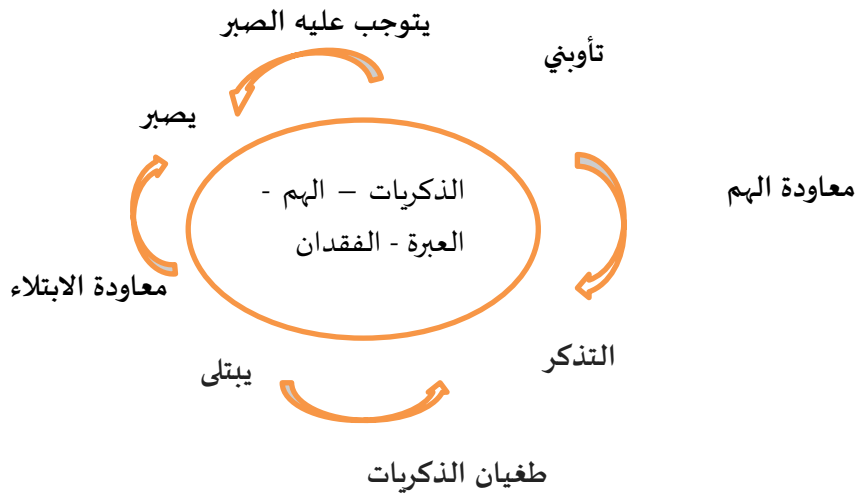 يتوجب عليه الصبر
تأوبني
يصبر
معاودة الهم
الذكريات – الهم -
العبرة - الفقدان
معاودة الابتلاء
التذكر
يبتلى
طغيان الذكريات